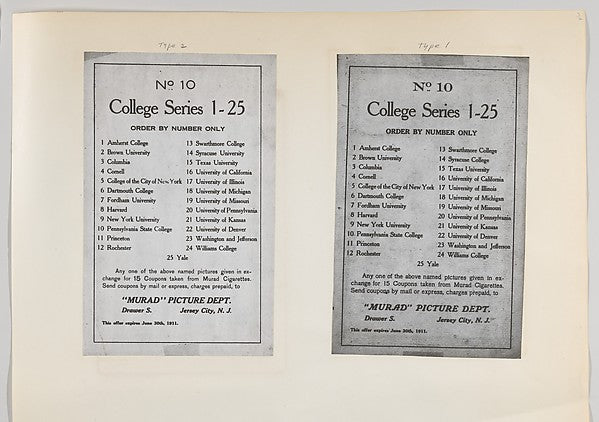 Type 2
Nº 10
College Series 1-25
ORDER BY NUMBER ONLY
1 Amherst College
2 Brown University
3 Columbia
4 Cornell
5 College of the City of New York
6 Dartmouth College
7 Fordham University
8 Harvard
9 New York University
10 Pennsylvania State College
11 Princeton
12 Rochester
13 Swarthmore College
14 Syracuse University
15 Texas University
16 University of California
17 University of Illinois
18 University of Michigan
19 University of Missouri
20 University of Pennsylvania
21 University of Kansas
22 University of Denver
23 Washington and Jefferson
24 Williams College
25 Yale
Any one of the above named pictures given in ex-
change for 15 Coupons taken from Murad Cigarettes.
Send coupons by mail or express, charges prepaid, to
"MURAD" PICTURE DEPT.
Drawer S. Jersey City, N. J.
This offer expires June 30th, 1911.
Type 1
Nº 10
College Series 1-25
ORDER BY NUMBER ONLY
1 Amherst College
2 Brown University
3 Columbia
4 Cornell
5 College of the City of New York
6 Dartmouth College
7 Fordham University
8 Harvard
9 New York University
10 Pennsylvania State College
11 Princeton
12 Rochester
13 Swarthmore College
14 Syracuse College
15 Texas University
16 University of California
17 University of Illinois
18 University of Michigan
19 University of Missouri
20 University of Pennsylvania
21 University of Kansas
22 University of Denver
23 Washington and Jefferson
24 Williams College
25 Yale
Any one of the above named pictures given in ex-
change for 15 Coupons taken from Murad Cigarettes.
Send coupons by mail or express, charges prepaid, to
"MURAD" PICTURE DEPT.
Drawer S. Jersey City, N. J.
This offer expires June 30th, 1911.